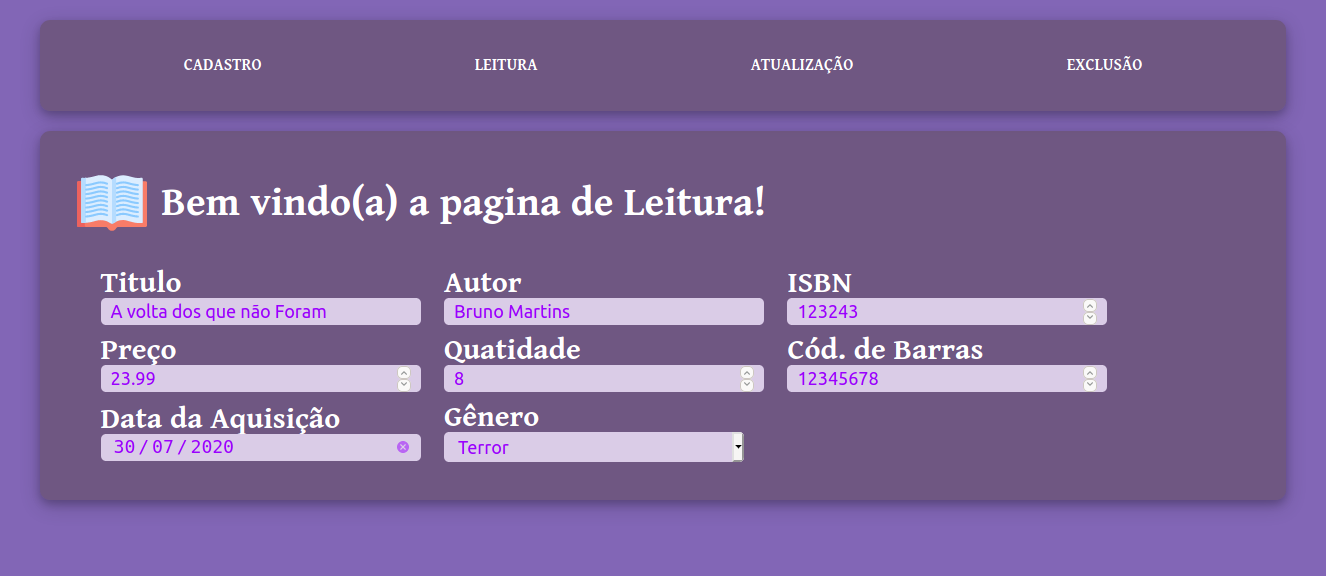 CADASTRO LEITURA ATUALIZAÇÃO EXCLUSÃO
Bem vindo(a) a pagina de Leitura!
Titulo Autor ISBN
A volta dos que não Foram Bruno Martins 123243
Preço Quatidade Cód. de Barras
23.99 8 12345678
Data da Aquisição Gênero
30/07/2020 Terror